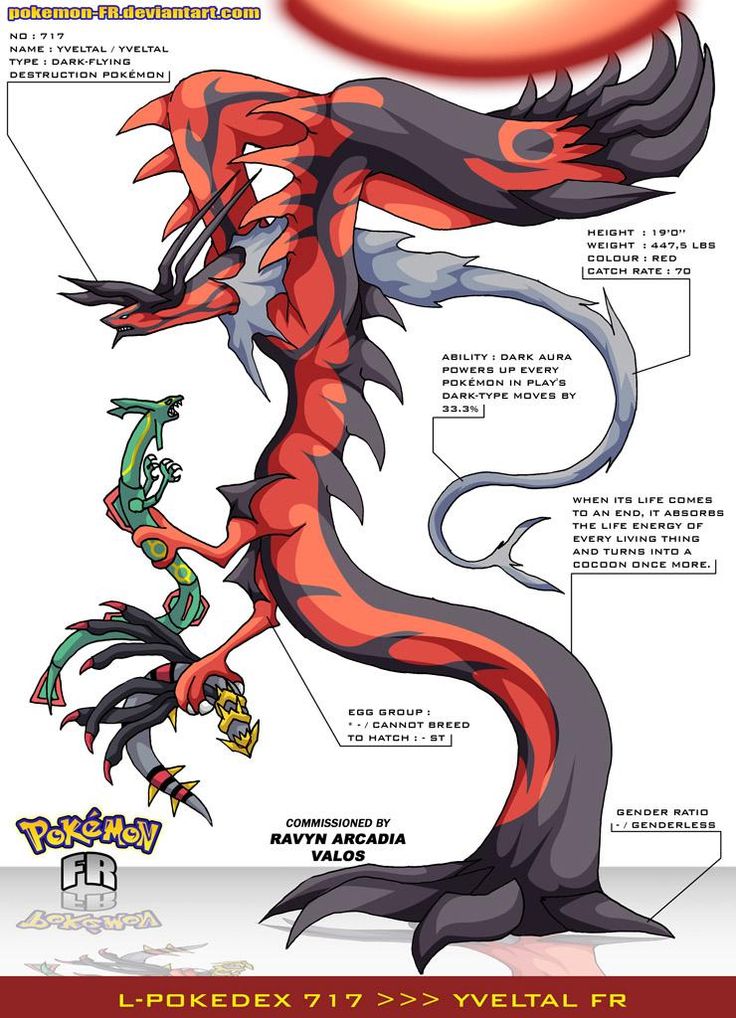 pokemon-FR.deviantart.com
NO : 717
NAME : YVELTAL / YVELTAL
TYPE : DARK-FLYING
DESTRUCTION POKÉMON
HEIGHT : 19'0''
WEIGHT : 447,5 LBS
COLOUR : RED
CATCH RATE : 70
ABILITY : DARK AURA
POWERS UP EVERY
POKÉMON IN PLAY'S
DARK-TYPE MOVES BY
33.3%
WHEN ITS LIFE COMES
TO AN END, IT ABSORBS
THE LIFE ENERGY OF
EVERY LIVING THING
AND TURNS INTO A
COCOON ONCE MORE.
EGG GROUP :
* - / CANNOT BREED
TO HATCH : - ST
GENDER RATIO
- / GENDERLESS
COMMISSIONED BY
RAVYN ARCADIA
VALOS
POKéMON
FR
L-POKEDEX 717 >>> YVELTAL FR